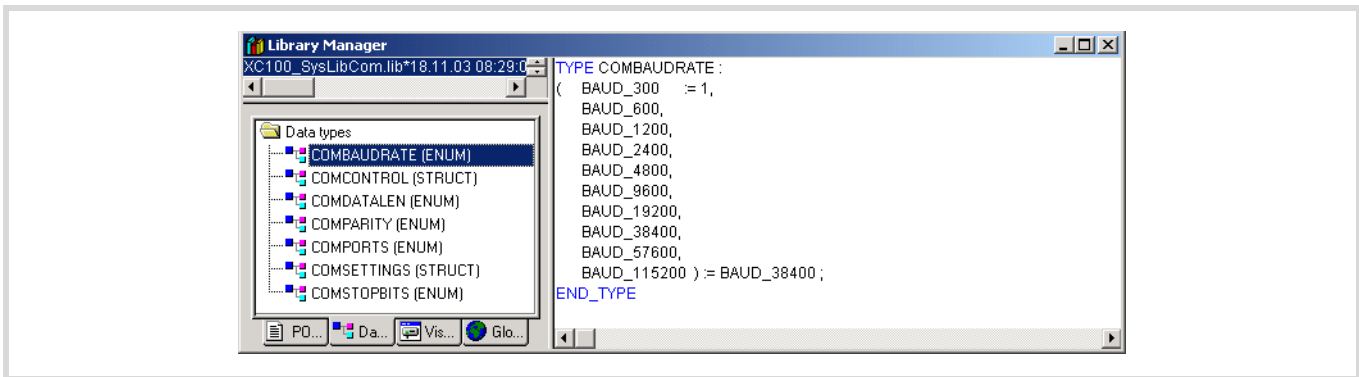 Library Manager
XC100_SysLibCom.lib*18.11.03 08:29:0
Data types
COMBAUDRATE (ENUM)
COMCONTROL (STRUCT)
COMDATALEN (ENUM)
COMPARITY (ENUM)
COMPORTS (ENUM)
COMSETTINGS (STRUCT)
COMSTOPBITS (ENUM)
PO... Da... Vis... Glo...
TYPE COMBAUDRATE :
( BAUD_300 := 1,
BAUD_600,
BAUD_1200,
BAUD_2400,
BAUD_4800,
BAUD_9600,
BAUD_19200,
BAUD_38400,
BAUD_57600,
BAUD_115200 ) := BAUD_38400 ;
END_TYPE